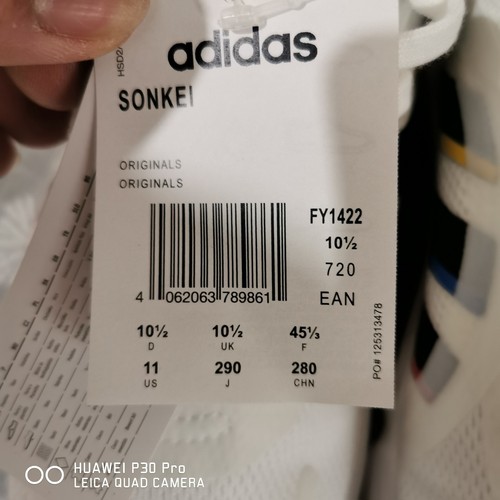 HSD2
adidas
SONKEI
ORIGINALS
ORIGINALS
FY1422
10½
720
EAN
4 062063 789861
10½ 10½ 45⅓
D UK F
11 290 280
US J CHN
PO# 125313478
HUAWEI P30 Pro
LEICA QUAD CAMERA